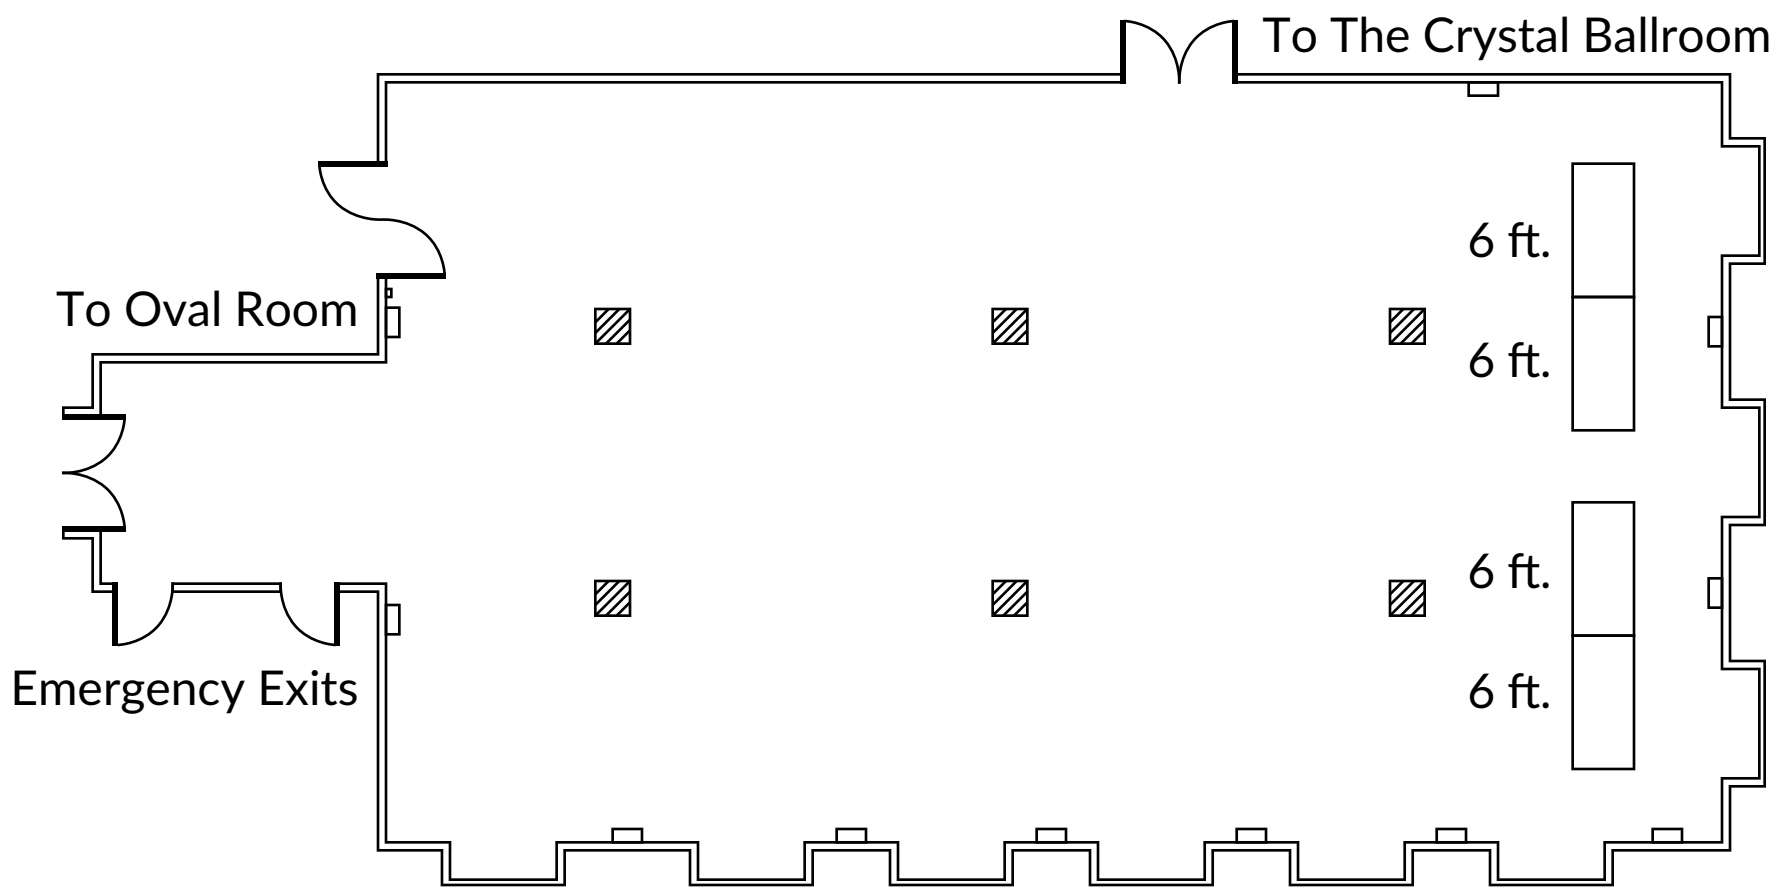 To The Crystal Ballroom
6 ft.
To Oval Room
6 ft.
6 ft.
Emergency Exits
6 ft.